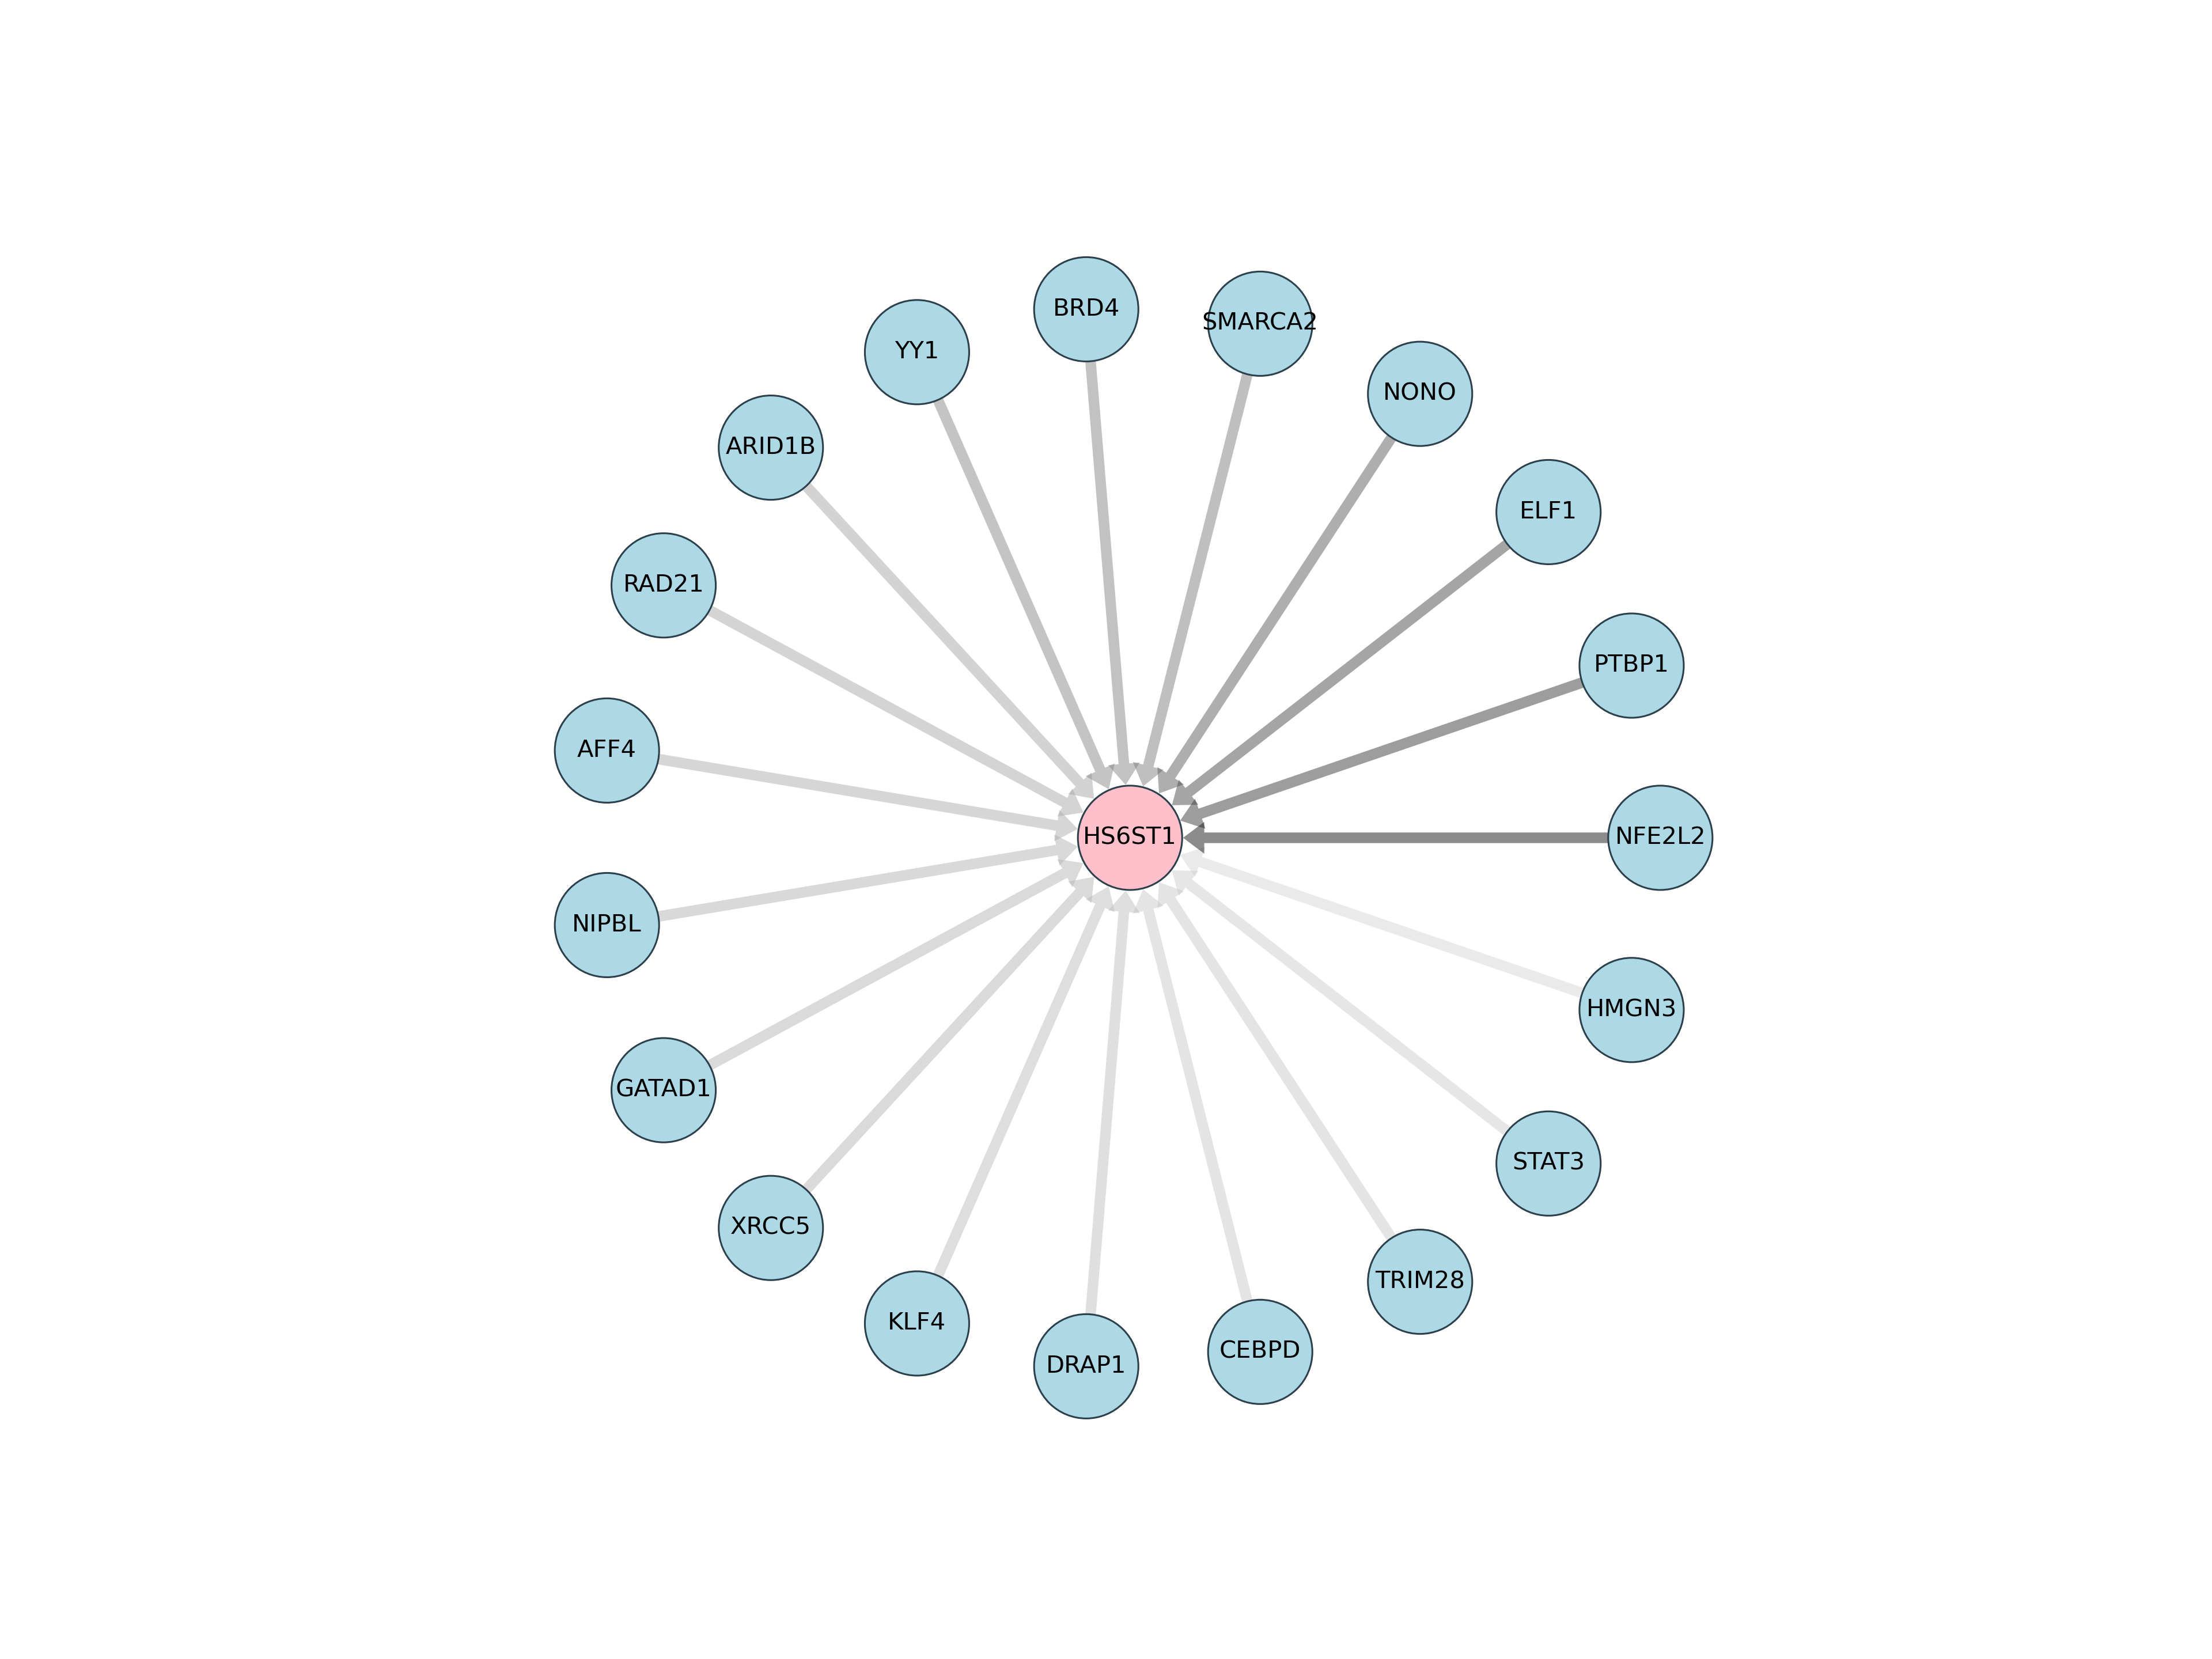 BRD4
SMARCA2
YY1
NONO
ARID1B
ELF1
RAD21
PTBP1
AFF4
HS6ST1
NFE2L2
NIPBL
HMGN3
GATAD1
STAT3
XRCC5
TRIM28
KLF4
CEBPD
DRAP1